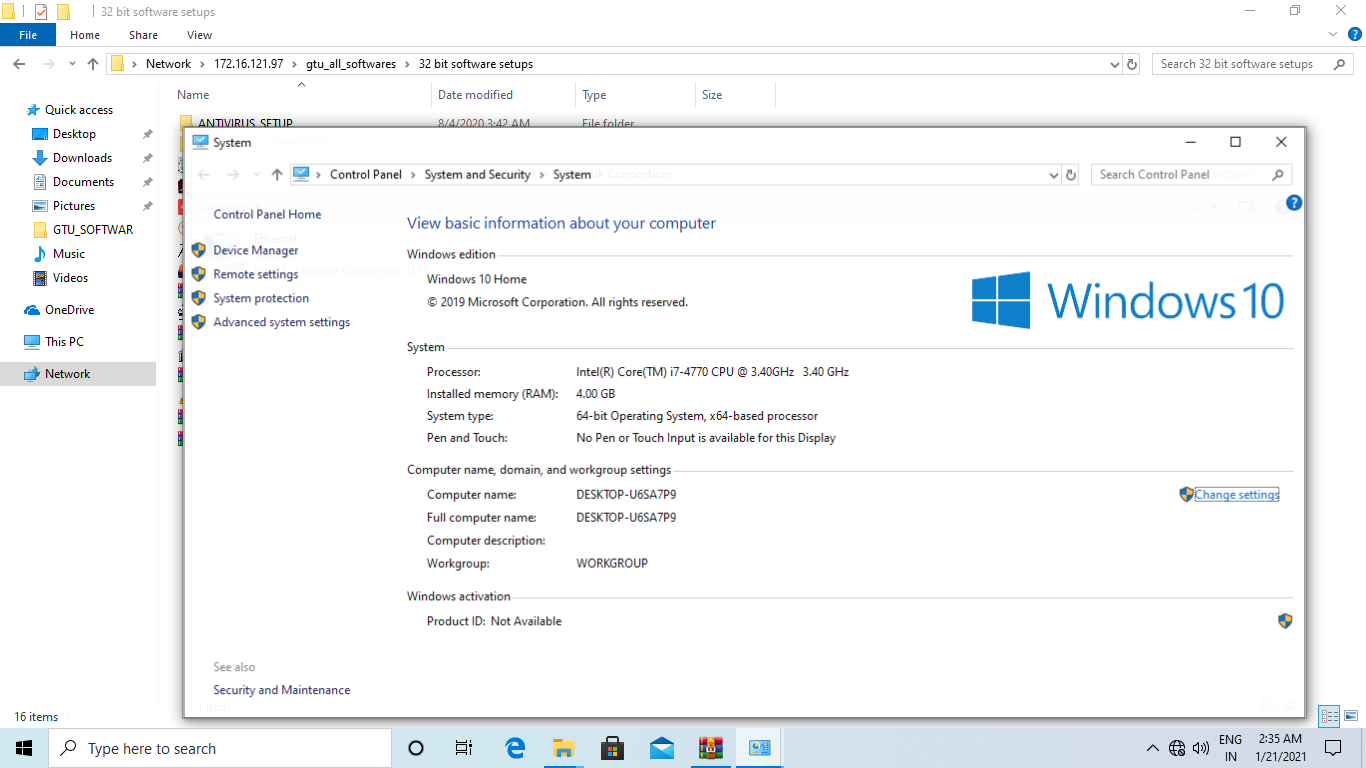 32 bit software setups
File Home Share View
Network 172.16.121.97 gtu_all_softwares 32 bit software setups
Search 32 bit software setups
Name Date modified Type Size
Quick access
Desktop
Downloads
Documents
Pictures
GTU_SOFTWAR
Music
Videos
OneDrive
This PC
Network
ANTIVIRUS_SETUP 8/4/2020 3:42 AM File folder
System
Control Panel System and Security System
Search Control Panel
Control Panel Home
Device Manager
Remote settings
System protection
Advanced system settings
See also
Security and Maintenance
View basic information about your computer
Windows edition
Windows 10 Home
© 2019 Microsoft Corporation. All rights reserved.
Windows 10
System
Processor: Intel(R) Core(TM) i7-4770 CPU @ 3.40GHz 3.40 GHz
Installed memory (RAM): 4.00 GB
System type: 64-bit Operating System, x64-based processor
Pen and Touch: No Pen or Touch Input is available for this Display
Computer name, domain, and workgroup settings
Computer name: DESKTOP-U6SA7P9
Change settings
Full computer name: DESKTOP-U6SA7P9
Computer description:
Workgroup: WORKGROUP
Windows activation
Product ID: Not Available
1 item
16 items
Type here to search
ENG
IN
2:35 AM
1/21/2021